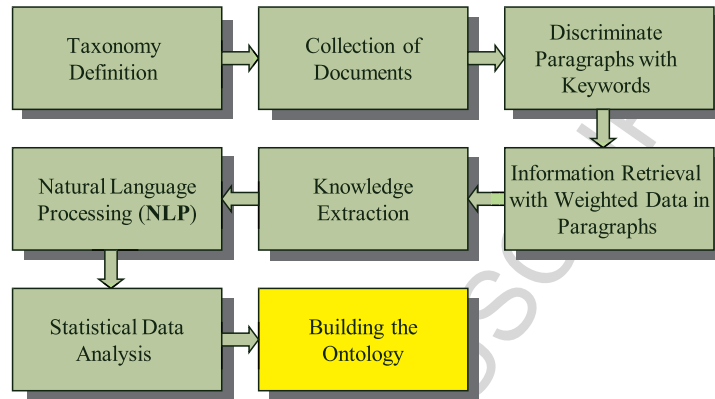 Taxonomy
Definition
Collection of
Documents
Discriminate
Paragraphs with
Keywords
Information Retrieval
with Weighted Data in
Paragraphs
Knowledge
Extraction
Natural Language
Processing (NLP)
Statistical Data
Analysis
Building the
Ontology